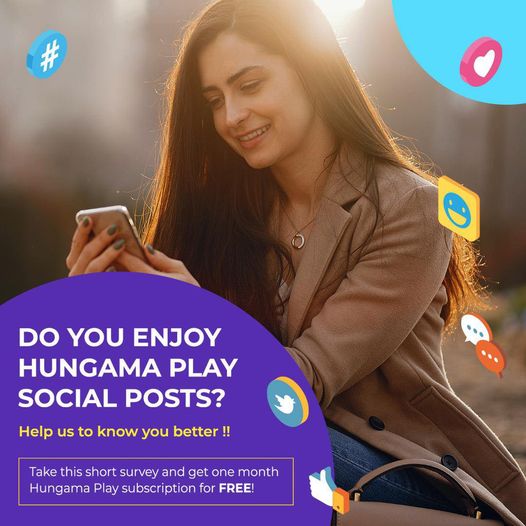 DO YOU ENJOY
HUNGAMA PLAY
SOCIAL POSTS?
Help us to know you better !!
Take this short survey and get one month
Hungama Play subscription for FREE!